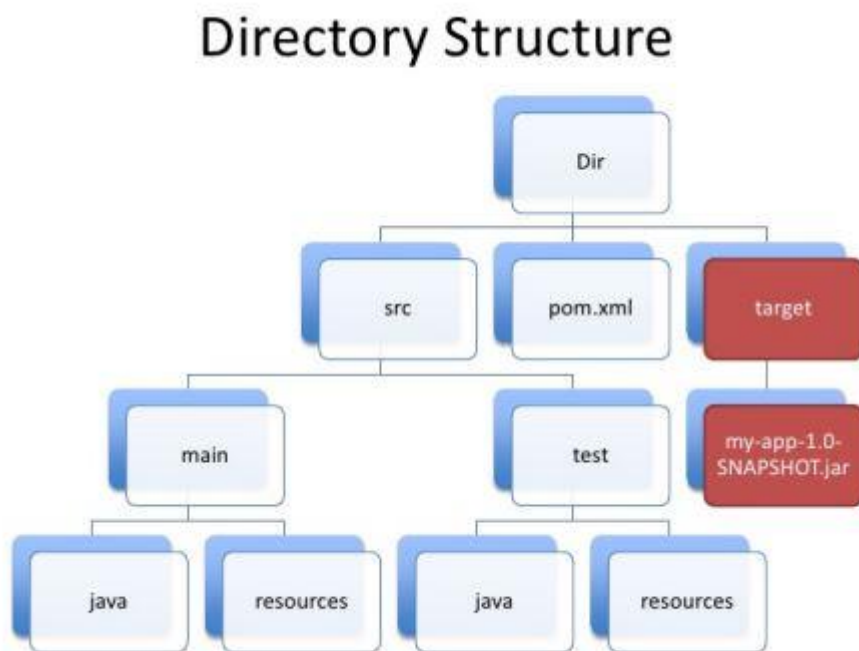 Directory Structure
Dir
src
pom.xml
target
main
test
my-app-1.0-
SNAPSHOT.jar
java
resources
java
resources